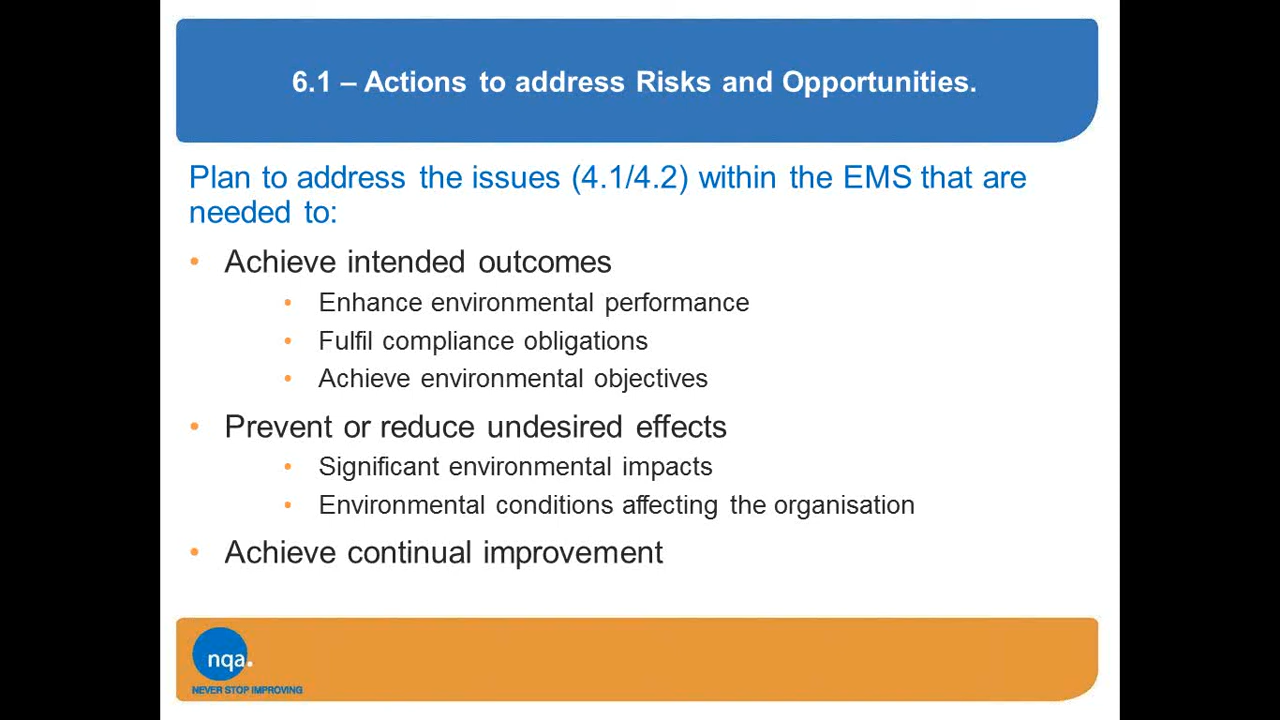 6.1 – Actions to address Risks and Opportunities.
Plan to address the issues (4.1/4.2) within the EMS that are
needed to:
• Achieve intended outcomes
• Enhance environmental performance
• Fulfil compliance obligations
• Achieve environmental objectives
• Prevent or reduce undesired effects
• Significant environmental impacts
• Environmental conditions affecting the organisation
• Achieve continual improvement
nqa.
NEVER STOP IMPROVING